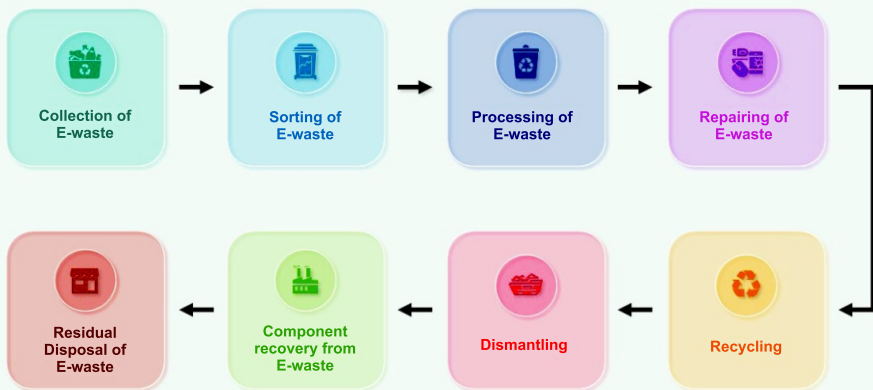 Collection of
E-waste
Sorting of
E-waste
Processing of
E-waste
Repairing of
E-waste
Residual
Disposal of
E-waste
Component
recovery from
E-waste
Dismantling
Recycling